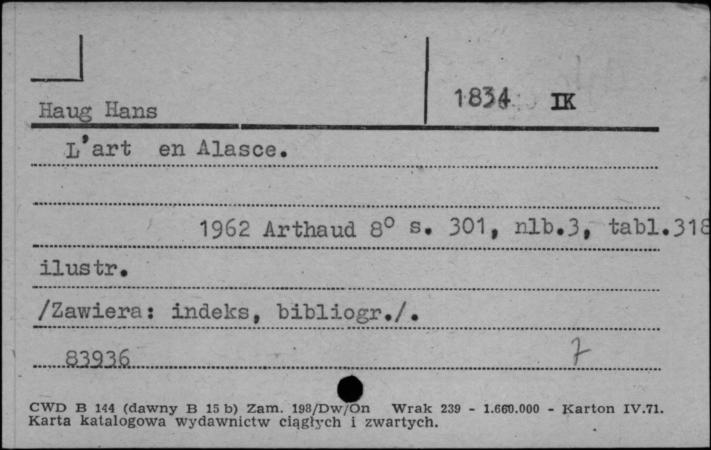 1834 IK
Haug Hans
L'art en Alasce.
1962 Arthaud 8° s. 301, nlb.3, tabl.318
ilustr.
/Zawiera: indeks, bibliogr./.
83936 7
CWD B 144 (dawny B 15 b) Zam. 198/Dw/On Wrak 239 - 1.660.000 - Karton IV.71.
Karta katalogowa wydawnictw ciągłych i zwartych.